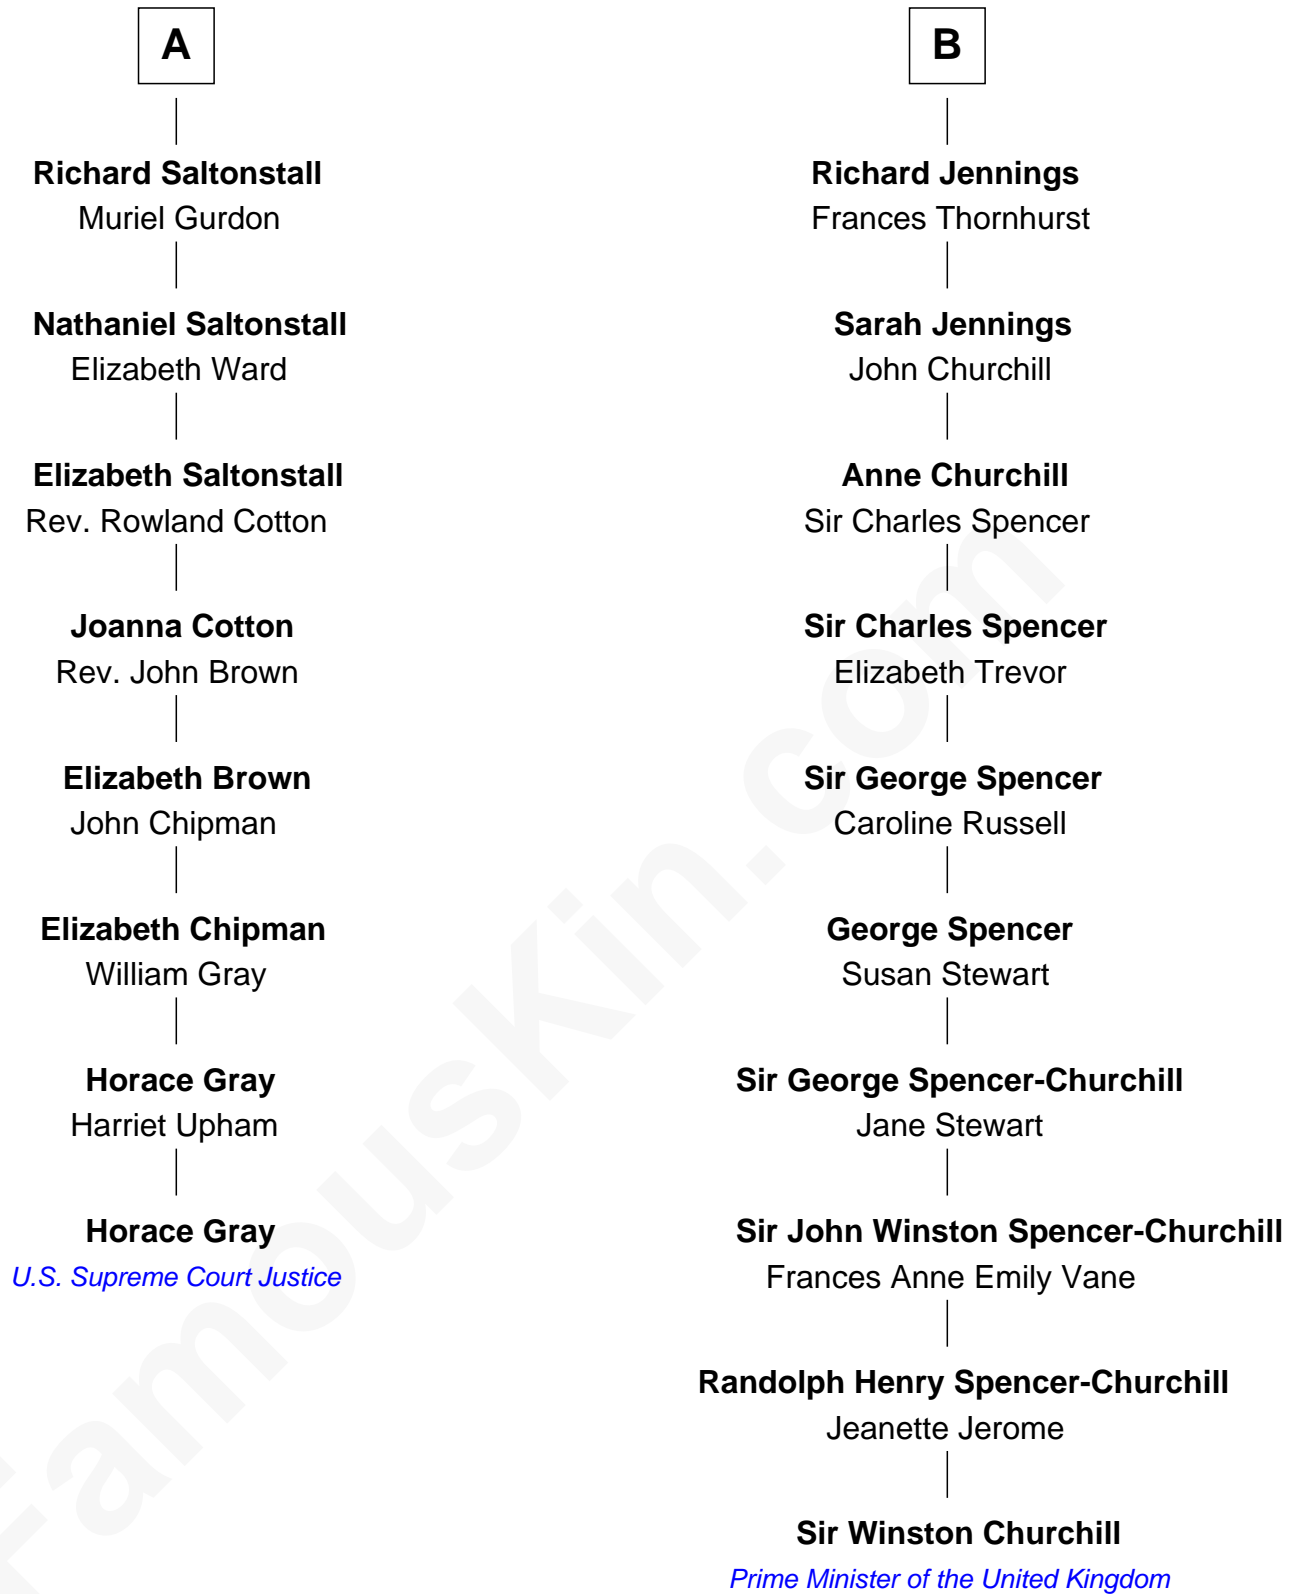 A
Richard Saltonstall
Muriel Gurdon
Nathaniel Saltonstall
Elizabeth Ward
Elizabeth Saltonstall
Rev. Rowland Cotton
Joanna Cotton
Rev. John Brown
Elizabeth Brown
John Chipman
Elizabeth Chipman
William Gray
Horace Gray
Harriet Upham
Horace Gray
U.S. Supreme Court Justice
B
Richard Jennings
Frances Thornhurst
Sarah Jennings
John Churchill
Anne Churchill
Sir Charles Spencer
Sir Charles Spencer
Elizabeth Trevor
Sir George Spencer
Caroline Russell
George Spencer
Susan Stewart
Sir George Spencer-Churchill
Jane Stewart
Sir John Winston Spencer-Churchill
Frances Anne Emily Vane
Randolph Henry Spencer-Churchill
Jeanette Jerome
Sir Winston Churchill
Prime Minister of the United Kingdom
FamousKin.com